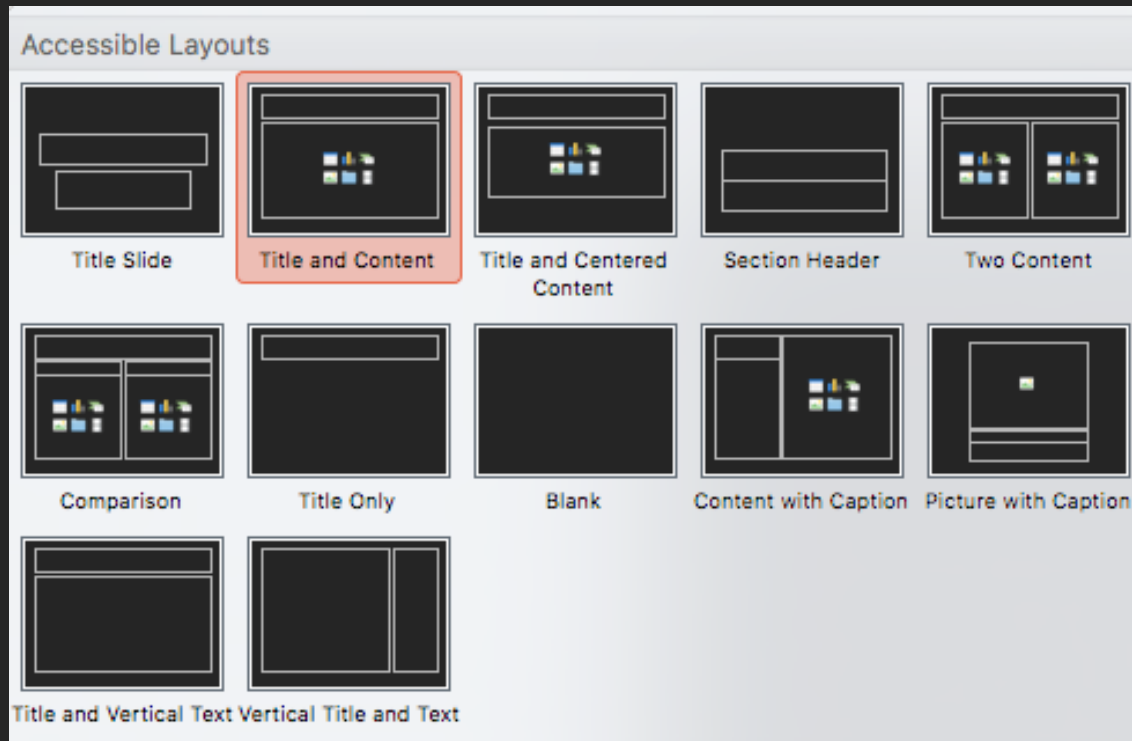 Accessible Layouts
Title Slide
Title and Content
Title and Centered
Content
Section Header
Two Content
Comparison
Title Only
Blank
Content with Caption
Picture with Caption
Title and Vertical Text
Vertical Title and Text